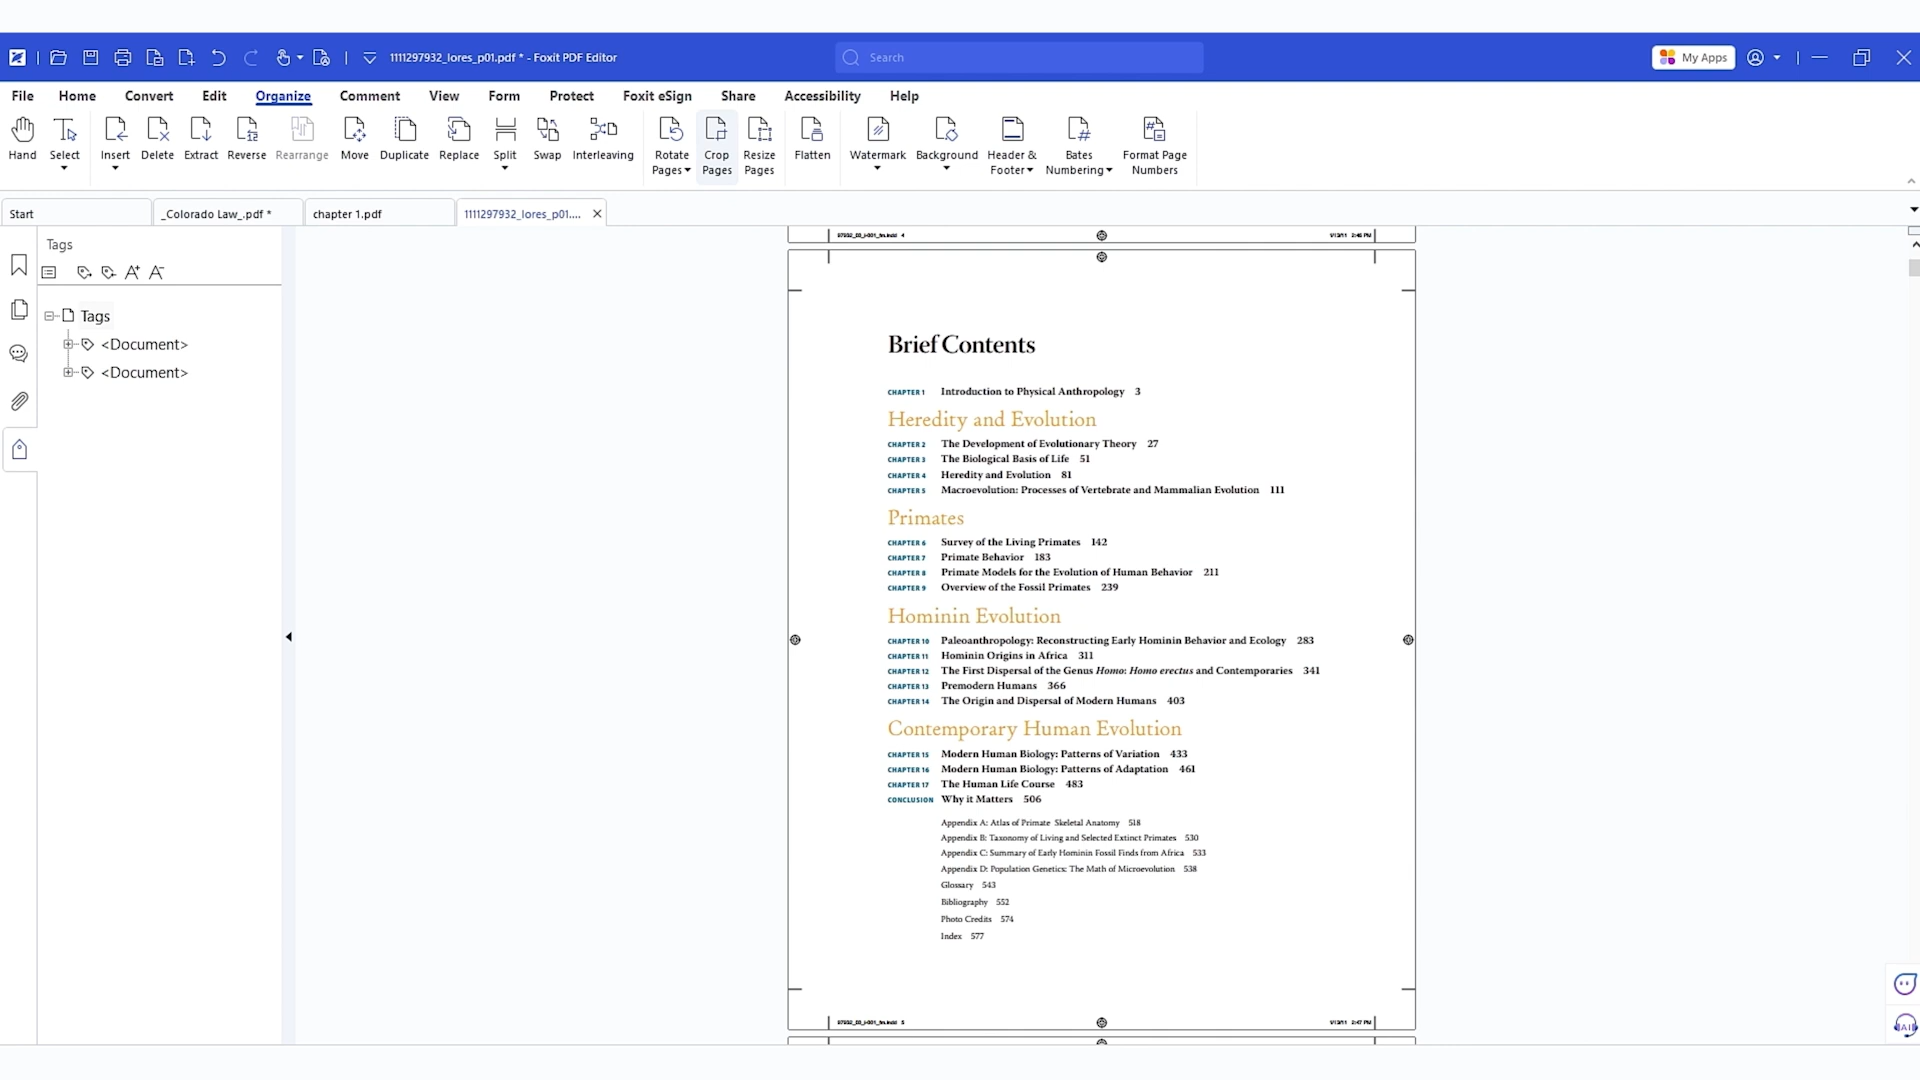 1111297932_lores_p01.pdf * - Foxit PDF Editor
Search
My Apps
File Home Convert Edit Organize Comment View Form Protect Foxit eSign Share Accessibility Help
Hand Select Insert Delete Extract Reverse Rearrange Move Duplicate Replace Split Swap Interleaving Rotate Pages Crop Pages Resize Pages Flatten Watermark Background Header & Footer Bates Numbering Format Page Numbers
Start _Colorado Law_.pdf * chapter 1.pdf 1111297932_lores_p01....
Tags
Tags
<Document>
<Document>
Brief Contents
CHAPTER 1 Introduction to Physical Anthropology 3
Heredity and Evolution
CHAPTER 2 The Development of Evolutionary Theory 27
CHAPTER 3 The Biological Basis of Life 51
CHAPTER 4 Heredity and Evolution 81
CHAPTER 5 Macroevolution: Processes of Vertebrate and Mammalian Evolution 111
Primates
CHAPTER 6 Survey of the Living Primates 142
CHAPTER 7 Primate Behavior 183
CHAPTER 8 Primate Models for the Evolution of Human Behavior 211
CHAPTER 9 Overview of the Fossil Primates 239
Hominin Evolution
CHAPTER 10 Paleoanthropology: Reconstructing Early Hominin Behavior and Ecology 283
CHAPTER 11 Hominin Origins in Africa 311
CHAPTER 12 The First Dispersal of the Genus Homo: Homo erectus and Contemporaries 341
CHAPTER 13 Premodern Humans 366
CHAPTER 14 The Origin and Dispersal of Modern Humans 403
Contemporary Human Evolution
CHAPTER 15 Modern Human Biology: Patterns of Variation 433
CHAPTER 16 Modern Human Biology: Patterns of Adaptation 461
CHAPTER 17 The Human Life Course 483
CONCLUSION Why it Matters 506
Appendix A: Atlas of Primate Skeletal Anatomy 518
Appendix B: Taxonomy of Living and Selected Extinct Primates 530
Appendix C: Summary of Early Hominin Fossil Finds from Africa 533
Appendix D: Population Genetics: The Math of Microevolution 538
Glossary 543
Bibliography 552
Photo Credits 574
Index 577